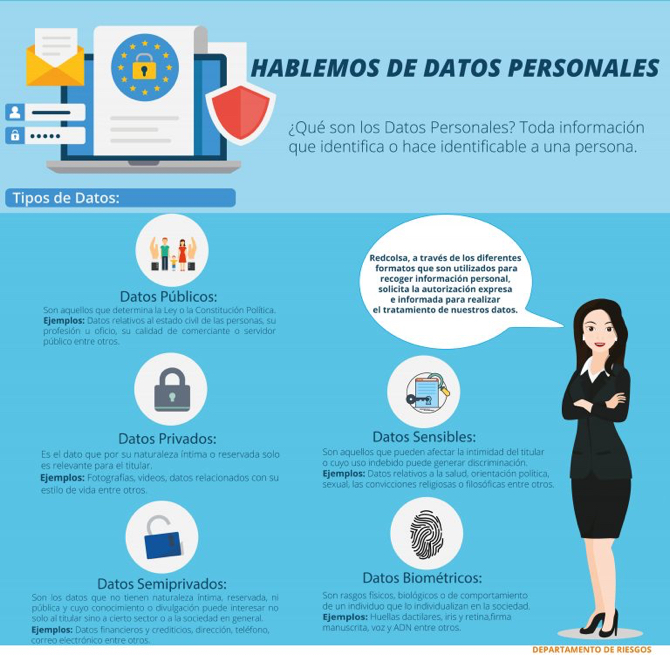 HABLEMOS DE DATOS PERSONALES
¿Qué son los Datos Personales? Toda información
que identifica o hace identificable a una persona.
Tipos de Datos:
Datos Públicos:
Son aquellos que determina la Ley o la Constitución Política.
Ejemplos: Datos relativos al estado civil de las personas, su
profesión u oficio, su calidad de comerciante o servidor
público entre otros.
Redcolsa, a través de los diferentes
formatos que son utilizados para
recoger información personal,
solicita la autorización expresa
e informada para realizar
el tratamiento de nuestros datos.
Datos Privados:
Es el dato que por su naturaleza íntima o reservada solo
es relevante para el titular.
Ejemplos: Fotografías, videos, datos relacionados con su
estilo de vida entre otros.
Datos Sensibles:
Son aquellos que pueden afectar la intimidad del titular
o cuyo uso indebido puede generar discriminación.
Ejemplos: Datos relativos a la salud, orientación política,
sexual, las convicciones religiosas o filosóficas entre otros.
Datos Semiprivados:
Son los datos que no tienen naturaleza íntima, reservada, ni
pública y cuyo conocimiento o divulgación puede interesar no
solo al titular sino a cierto sector o a la sociedad en general.
Ejemplos: Datos financieros y crediticios, dirección, teléfono,
correo electrónico entre otros.
Datos Biométricos:
Son rasgos físicos, biológicos o de comportamiento
de un individuo que lo individualizan en la sociedad.
Ejemplos: Huellas dactilares, iris y retina,firma
manuscrita, voz y ADN entre otros.
DEPARTAMENTO DE RIESGOS